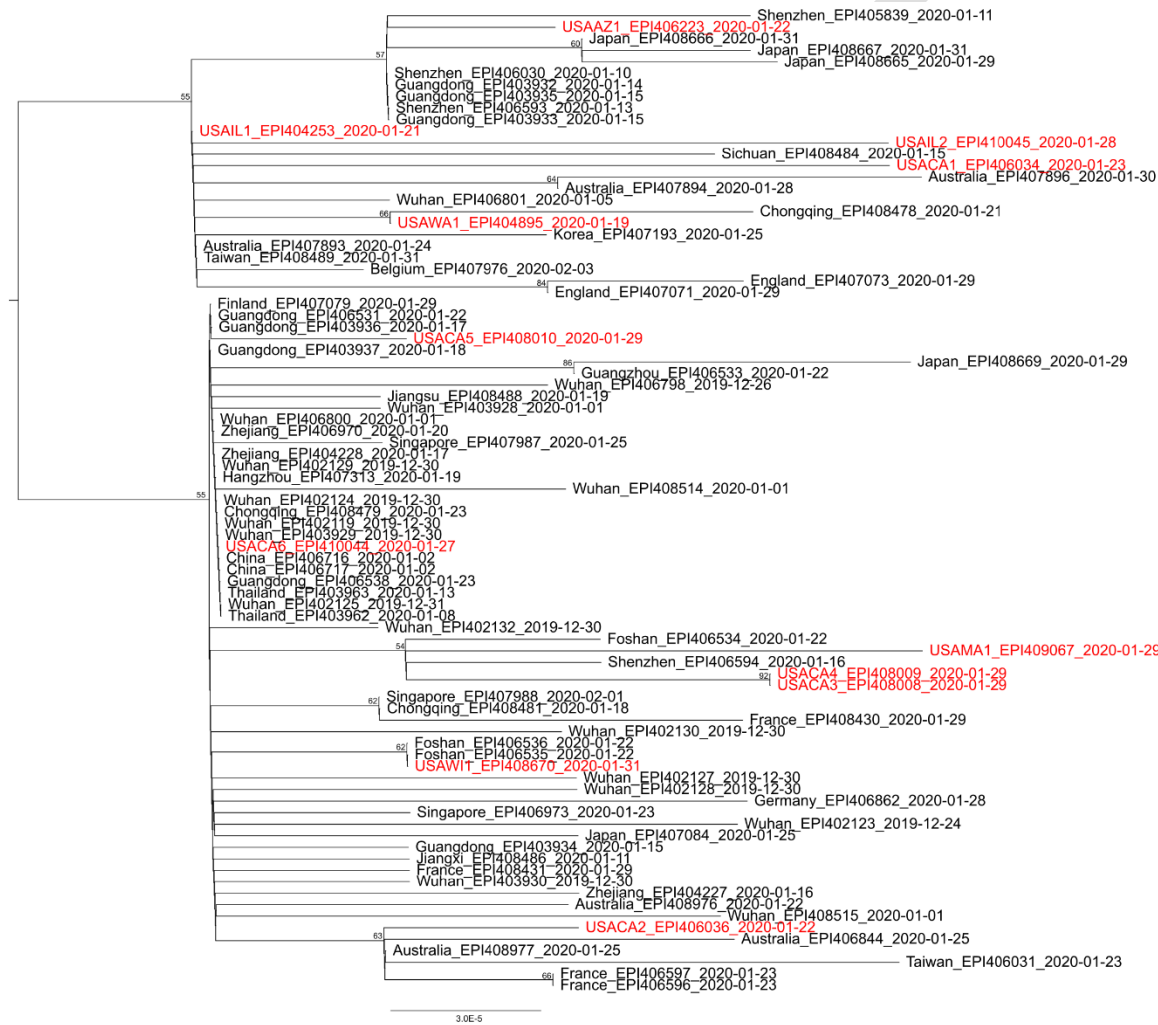 Shenzhen_EPI405839_2020-01-11
USAAZ1_EPI406223_2020-01-22
Japan_EPI408666_2020-01-31
60
Japan_EPI408667_2020-01-31
57
Japan_EPI408665_2020-01-29
Shenzhen_EPI406030_2020-01-10
Guangdong_EPI403932_2020-01-14
Guangdong_EPI403935_2020-01-15
55
Shenzhen_EPI406593_2020-01-13
Guangdong_EPI403933_2020-01-15
USAIL1_EPI404253_2020-01-21
USAIL2_EPI410045_2020-01-28
Sichuan_EPI408484_2020-01-15
USACA1_EPI406034_2020-01-23
64
Australia_EPI407896_2020-01-30
Australia_EPI407894_2020-01-28
Wuhan_EPI406801_2020-01-05
66
Chongqing_EPI408478_2020-01-21
USAWA1_EPI404895_2020-01-19
Korea_EPI407193_2020-01-25
Australia_EPI407893_2020-01-24
Taiwan_EPI408489_2020-01-31
Belgium_EPI407976_2020-02-03
84
England_EPI407073_2020-01-29
England_EPI407071_2020-01-29
Finland_EPI407079_2020-01-29
Guangdong_EPI406531_2020-01-22
Guangdong_EPI403936_2020-01-17
USACA5_EPI408010_2020-01-29
Guangdong_EPI403937_2020-01-18
86
Japan_EPI408669_2020-01-29
Guangzhou_EPI406533_2020-01-22
Wuhan_EPI406798_2019-12-26
Jiangsu_EPI408488_2020-01-19
Wuhan_EPI403928_2020-01-01
Wuhan_EPI406800_2020-01-01
Zhejiang_EPI406970_2020-01-20
Singapore_EPI407987_2020-01-25
Zhejiang_EPI404228_2020-01-17
Wuhan_EPI402129_2019-12-30
Hangzhou_EPI407313_2020-01-19
Wuhan_EPI408514_2020-01-01
55
Wuhan_EPI402124_2019-12-30
Chongqing_EPI408479_2020-01-23
Wuhan_EPI402119_2019-12-30
Wuhan_EPI403929_2019-12-30
USACA6_EPI410044_2020-01-27
China_EPI406716_2020-01-02
China_EPI406717_2020-01-02
Guangdong_EPI406538_2020-01-23
Thailand_EPI403963_2020-01-13
Wuhan_EPI402125_2019-12-31
Thailand_EPI403962_2020-01-08
Wuhan_EPI402132_2019-12-30
Foshan_EPI406534_2020-01-22
54
USAMA1_EPI409067_2020-01-29
Shenzhen_EPI406594_2020-01-16
92
USACA4_EPI408009_2020-01-29
USACA3_EPI408008_2020-01-29
62
Singapore_EPI407988_2020-02-01
Chongqing_EPI408481_2020-01-18
France_EPI408430_2020-01-29
Wuhan_EPI402130_2019-12-30
62
Foshan_EPI406536_2020-01-22
Foshan_EPI406535_2020-01-22
USAWI1_EPI408670_2020-01-31
Wuhan_EPI402127_2019-12-30
Wuhan_EPI402128_2019-12-30
Germany_EPI406862_2020-01-28
Singapore_EPI406973_2020-01-23
Wuhan_EPI402123_2019-12-24
Japan_EPI407084_2020-01-25
Guangdong_EPI403934_2020-01-15
Jiangxi_EPI408486_2020-01-11
France_EPI408431_2020-01-29
Wuhan_EPI403930_2019-12-30
Zhejiang_EPI404227_2020-01-16
Australia_EPI408976_2020-01-22
Wuhan_EPI408515_2020-01-01
USACA2_EPI406036_2020-01-22
63
Australia_EPI406844_2020-01-25
Australia_EPI408977_2020-01-25
Taiwan_EPI406031_2020-01-23
66
France_EPI406597_2020-01-23
France_EPI406596_2020-01-23
3.0E-5